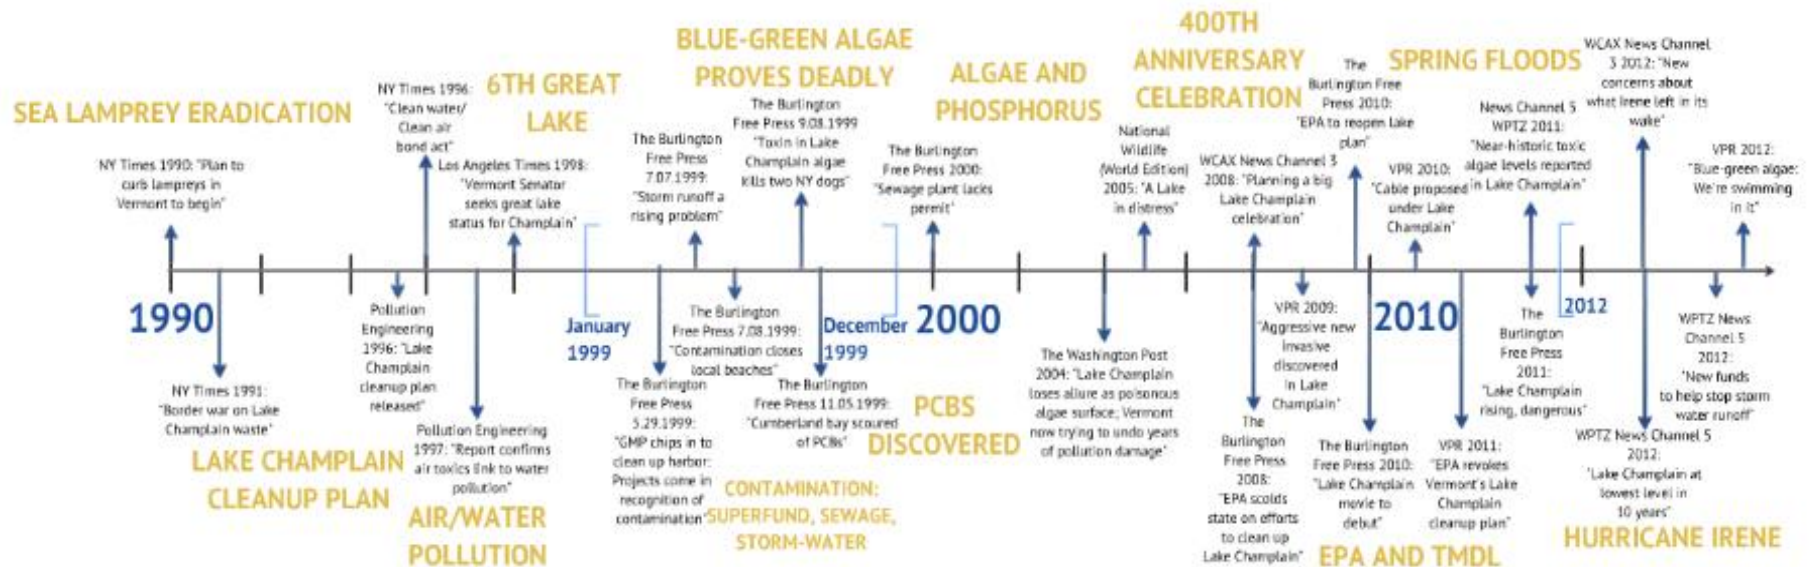 SEA LAMPREY ERADICATION
NY Times 1990: "Plan to
curb lampreys in
Vermont to begin"
NY Times 1996:
"Clean water/
Clean air
bond act"
6TH GREAT
LAKE
Los Angeles Times 1998:
"Vermont Senator
seeks great lake
status for Champlain"
The Burlington
Free Press
7.07.1999:
"Storm runoff a
rising problem"
BLUE-GREEN ALGAE
PROVES DEADLY
The Burlington
Free Press 9.08.1999
"Toxin in Lake
Champlain algae
kills two NY dogs"
The Burlington
Free Press 2000:
"Sewage plant lacks
permit"
ALGAE AND
PHOSPHORUS
National
Wildlife
(World Edition)
2005: "A Lake
in distress"
400TH
ANNIVERSARY
CELEBRATION
WCAX News Channel 3
2008: "Planning a big
Lake Champlain
celebration"
The
Burlington Free
Press 2010:
"EPA to reopen lake
plan"
SPRING FLOODS
VPR 2010:
"Cable proposed
under Lake
Champlain"
News Channel 5
WPTZ 2011:
"Near-historic toxic
algae levels reported
in Lake Champlain"
WCAX News Channel
3 2012: "New
concerns about
what Irene left in its
wake"
VPR 2012:
"Blue-green algae:
We're swimming
in it"
1990
January
1999
December
1999
2000
2010
2012
NY Times 1991:
"Border war on Lake
Champlain waste"
LAKE CHAMPLAIN
CLEANUP PLAN
Pollution
Engineering
1996: "Lake
Champlain
cleanup plan
released"
Pollution Engineering
1997: "Report confirms
air toxics link to water
pollution"
AIR/WATER
POLLUTION
The Burlington
Free Press
5.29.1999:
"GMP chips in to
clean up harbor:
Projects come in
recognition of
contamination"
The Burlington
Free Press 7.08.1999:
"Contamination closes
local beaches"
The Burlington
Free Press 11.05.1999:
"Cumberland bay scoured
of PCBs"
CONTAMINATION:
SUPERFUND, SEWAGE,
STORM-WATER
PCBS
DISCOVERED
The Washington Post
2004: "Lake Champlain
loses allure as poisonous
algae surface; Vermont
now trying to undo years
of pollution damage"
The
Burlington
Free Press
2008:
"EPA scolds
state on efforts
to clean up
Lake Champlain"
VPR 2009:
"Aggressive new
invasive
discovered
in Lake
Champlain"
The Burlington
Free Press 2010:
"Lake Champlain
movie to
debut"
VPR 2011:
"EPA revokes
Vermont's Lake
Champlain
cleanup plan"
EPA AND TMDL
The
Burlington
Free Press
2011:
"Lake Champlain
rising, dangerous"
WPTZ News Channel 5
2012:
"Lake Champlain at
lowest level in
10 years"
WPTZ News
Channel 5
2012:
"New funds
to help stop storm
water runoff"
HURRICANE IRENE